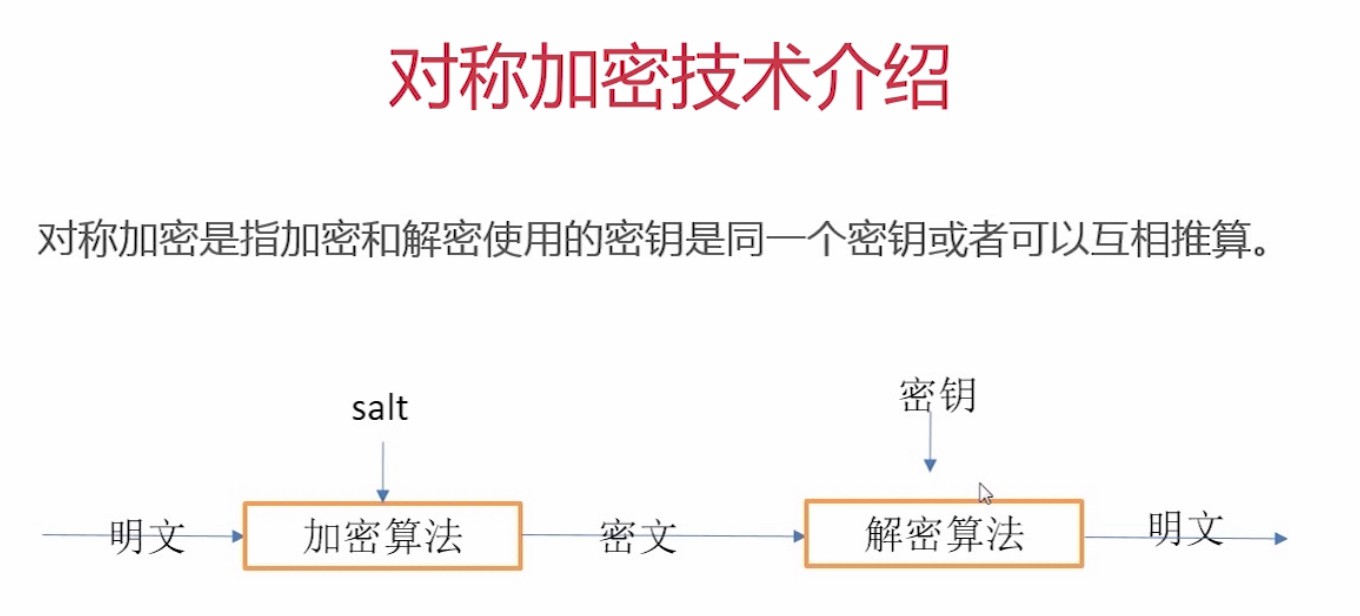 对称加密技术介绍
对称加密是指加密和解密使用的密钥是同一个密钥或者可以互相推算。
salt
密钥
明文
加密算法
密文
解密算法
明文